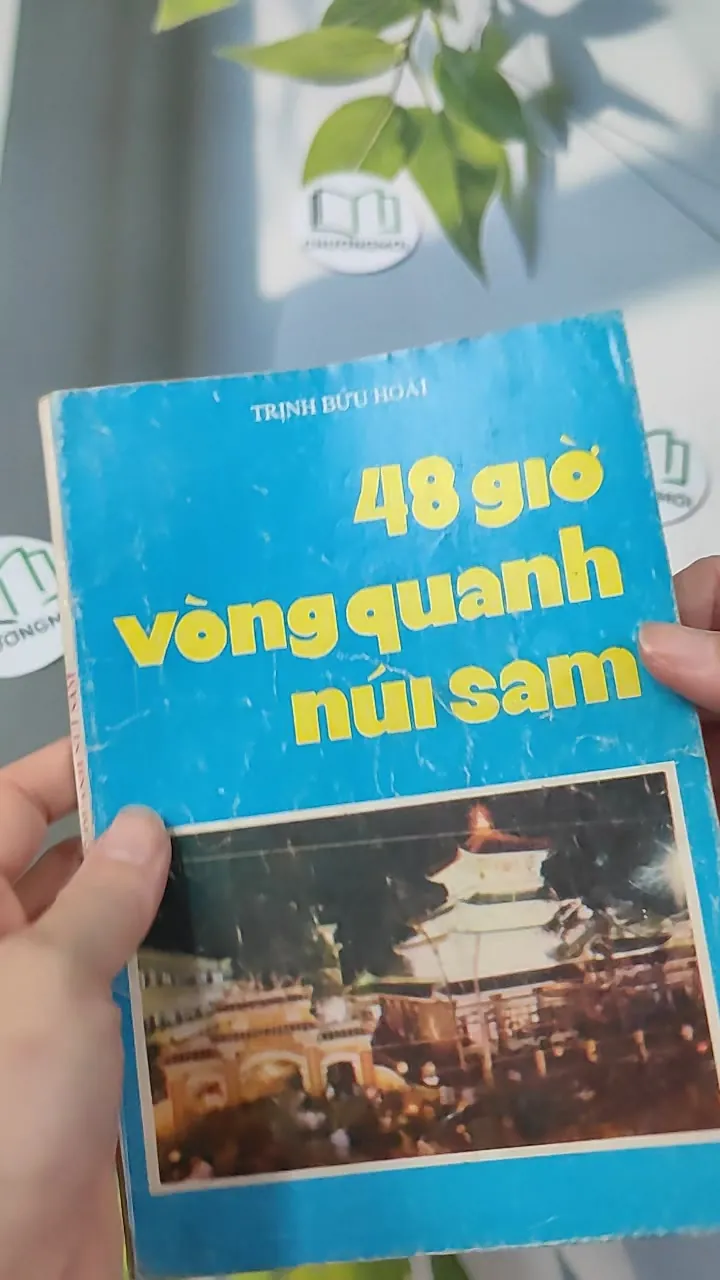 TRỊNH BỬU HOÀI
48 giờ
vòng quanh
núi sam